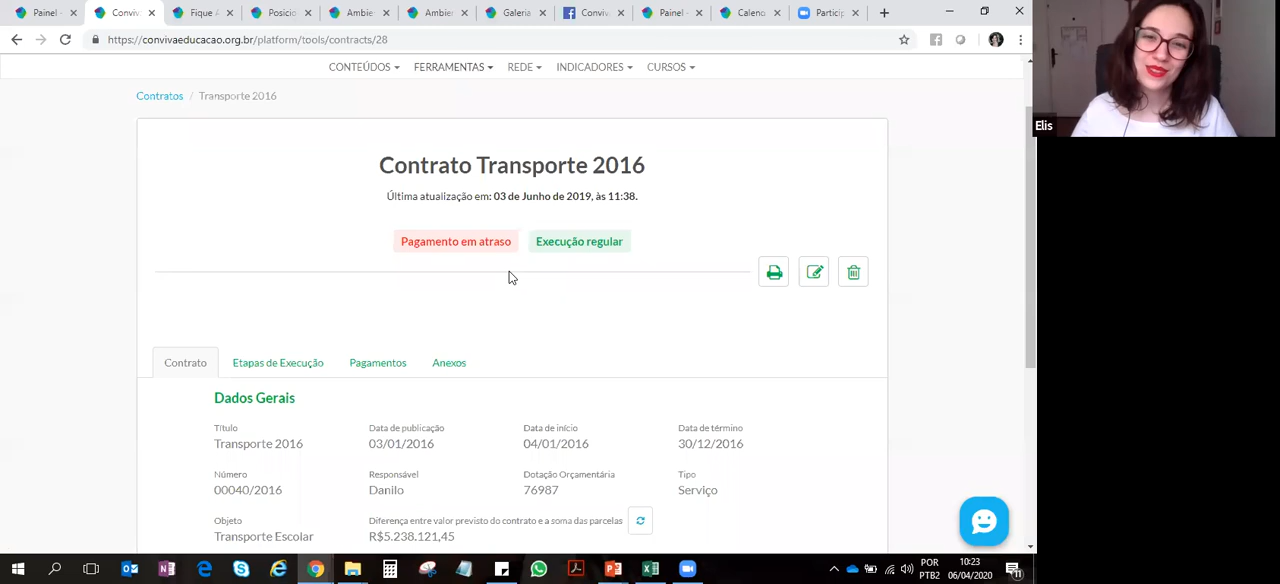 Painel -
Conviv
Fique A
Posicio
Ambie
Ambie
Galeria
Conviv
Painel -
Calend
Particip
https://convivaeducacao.org.br/platform/tools/contracts/28
CONTEÚDOS FERRAMENTAS REDE INDICADORES CURSOS
Contratos / Transporte 2016
Elis
Contrato Transporte 2016
Última atualização em: 03 de Junho de 2019, às 11:38.
Pagamento em atraso Execução regular
Contrato Etapas de Execução Pagamentos Anexos
Dados Gerais
Título Data de publicação Data de início Data de término
Transporte 2016 03/01/2016 04/01/2016 30/12/2016
Número Responsável Dotação Orçamentária Tipo
00040/2016 Danilo 76987 Serviço
Objeto Diferença entre valor previsto do contrato e a soma das parcelas
Transporte Escolar R$5.238.121,45
POR 10:23
PTB2 06/04/2020